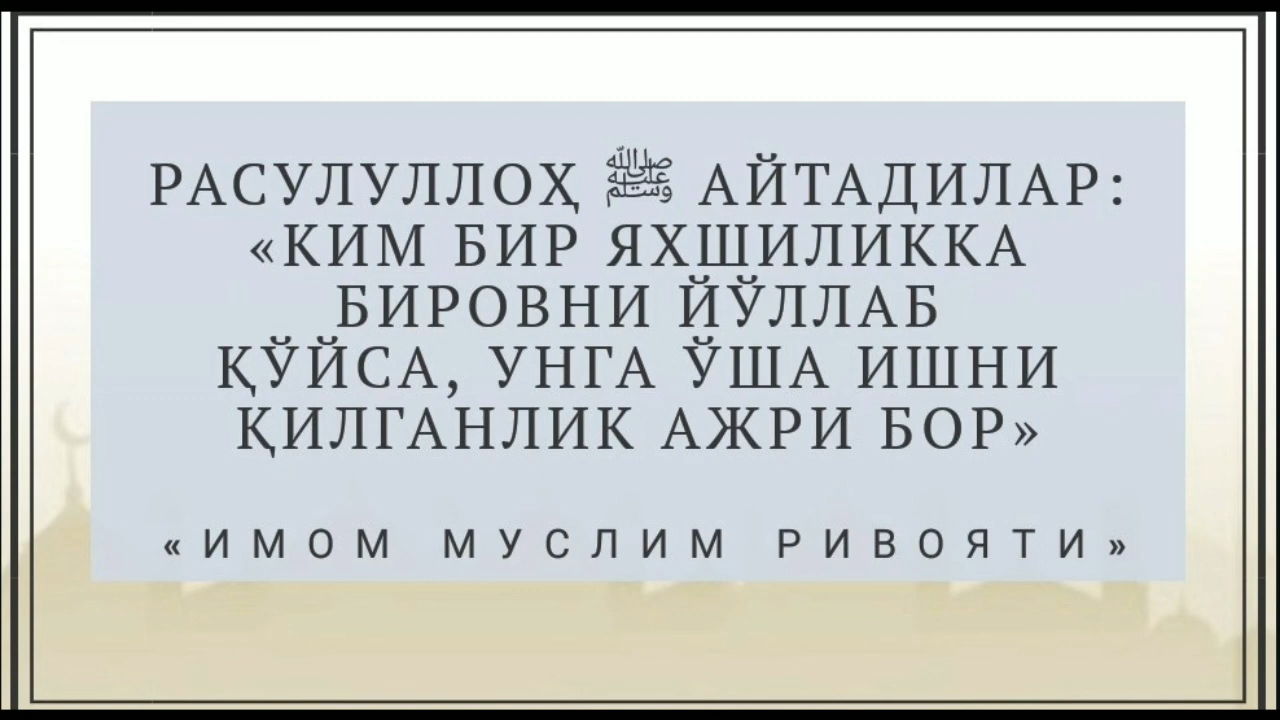 РАСУЛУЛЛОҲ ﷺ АЙТАДИЛАР:
«КИМ БИР ЯХШИЛИККА
БИРОВНИ ЙЎЛЛАБ
ҚЎЙСА, УНГА ЎША ИШНИ
ҚИЛГАНЛИК АЖРИ БОР»
«ИМОМ МУСЛИМ РИВОЯТИ»